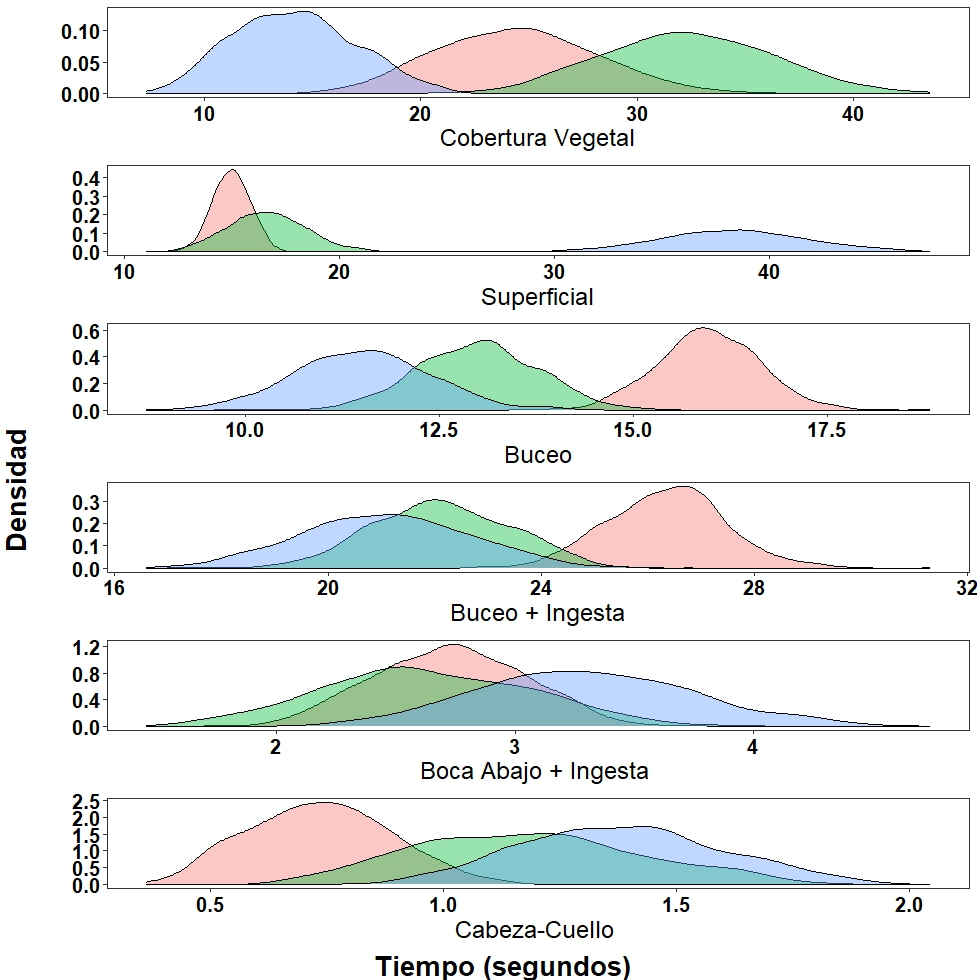 0.10
0.05
0.00
10 20 30 40
Cobertura Vegetal
0.4
0.3
0.2
0.1
0.0
10 20 30 40
Superficial
0.6
0.4
0.2
0.0
10.0 12.5 15.0 17.5
Buceo
Densidad
0.3
0.2
0.1
0.0
16 20 24 28 32
Buceo + Ingesta
1.2
0.8
0.4
0.0
2 3 4
Boca Abajo + Ingesta
2.5
2.0
1.5
1.0
0.5
0.0
0.5 1.0 1.5 2.0
Cabeza-Cuello
Tiempo (segundos)